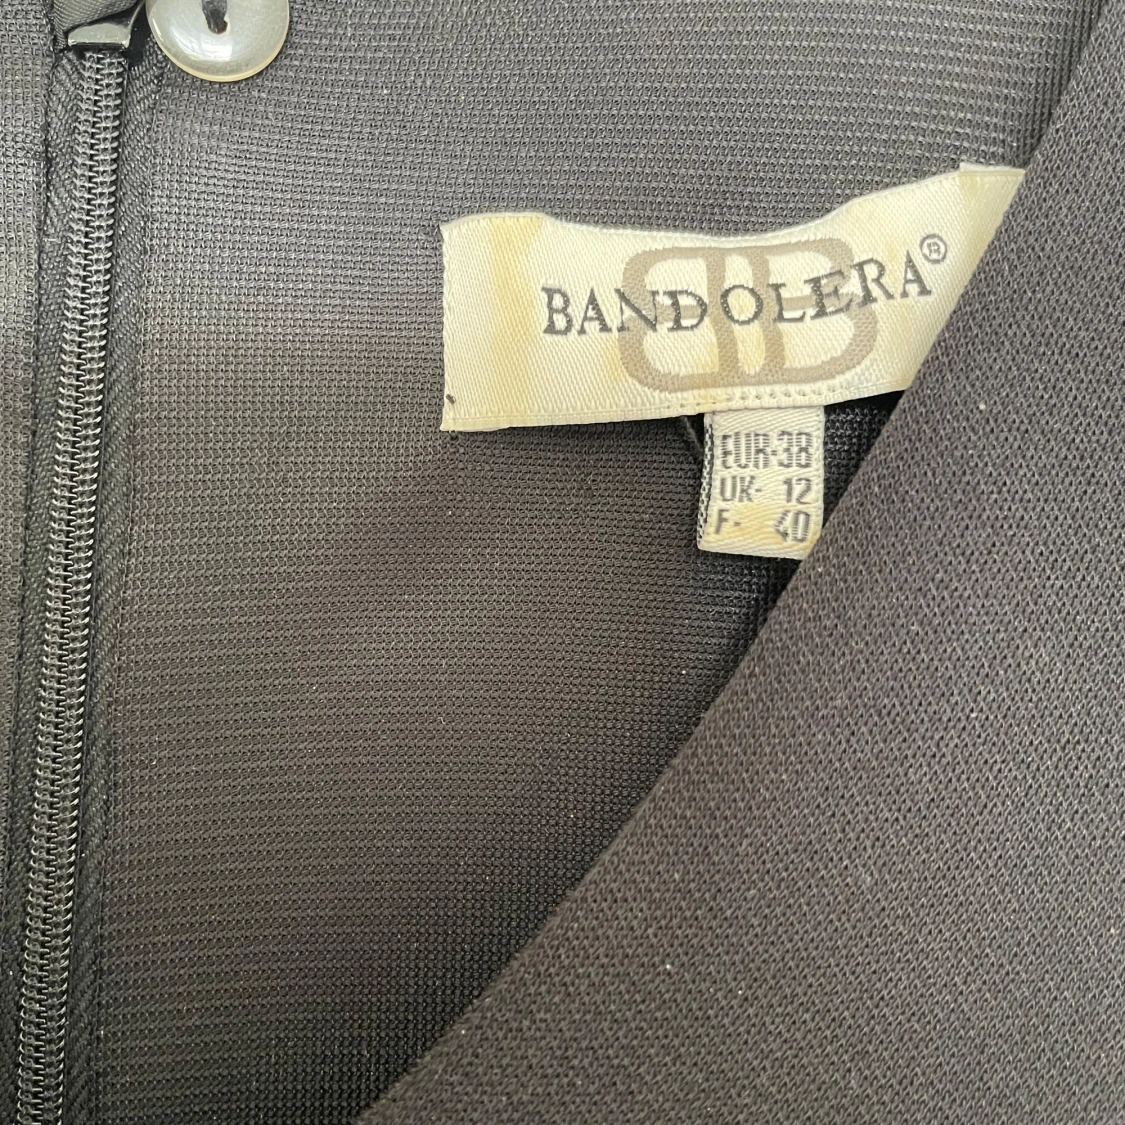 BANDOLERA®
EUR-38
UK- 12
F- 40